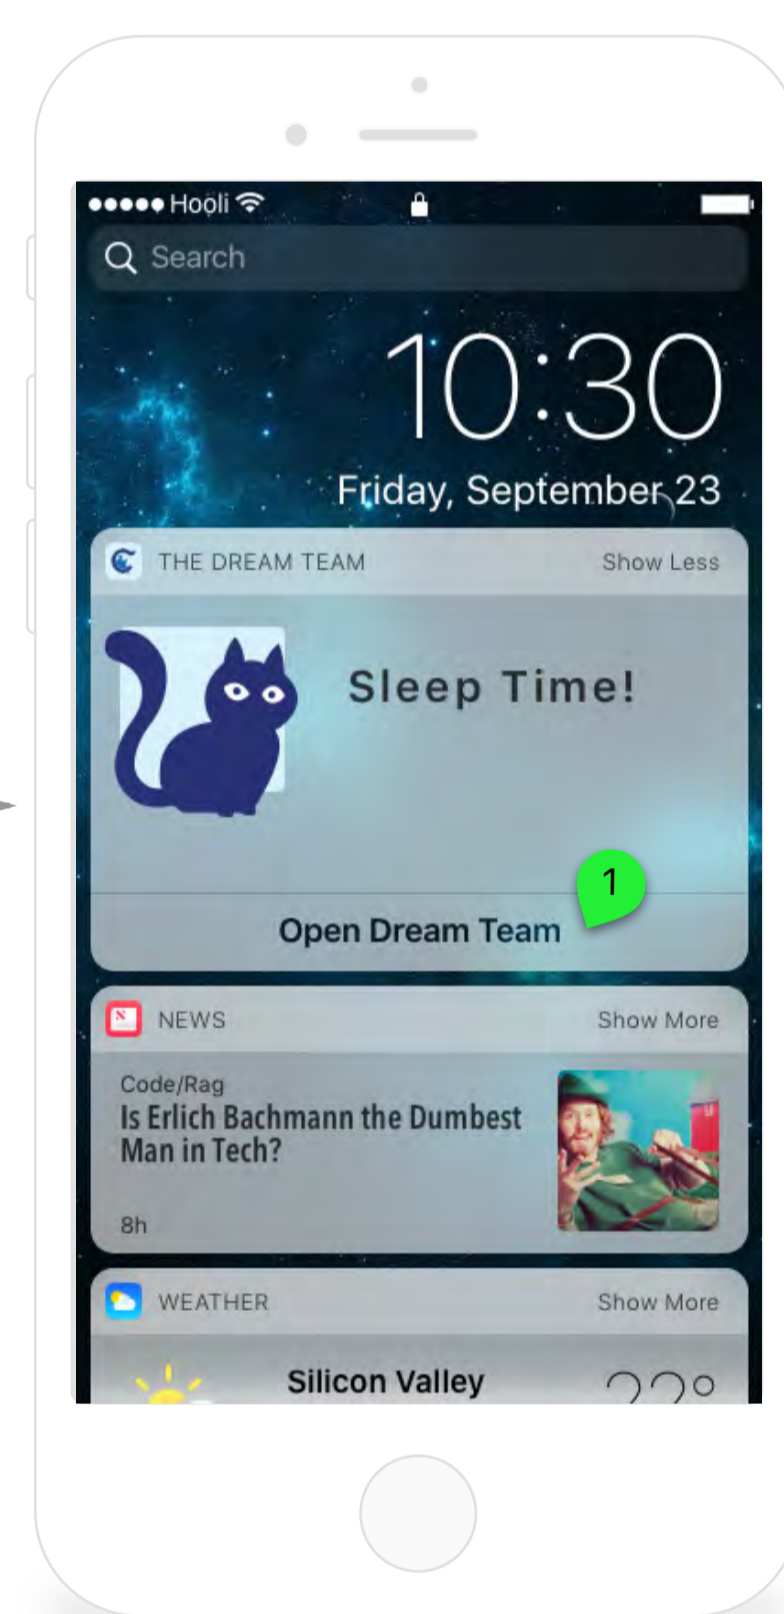 Hooli
Search
10:30
Friday, September 23
THE DREAM TEAM Show Less
Sleep Time!
1
Open Dream Team
NEWS Show More
Code/Rag
Is Erlich Bachmann the Dumbest
Man in Tech?
8h
WEATHER Show More
Silicon Valley
22°